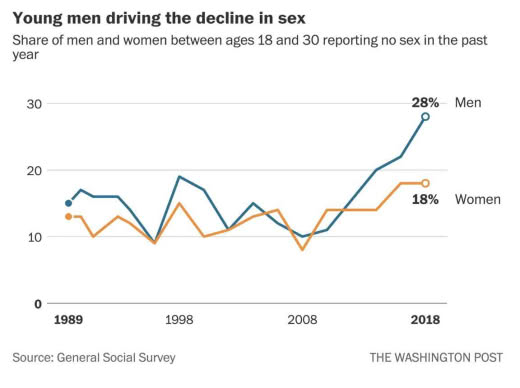 Young men driving the decline in sex
Share of men and women between ages 18 and 30 reporting no sex in the past
year
30
28% Men
20
18% Women
10
0
1989 1998 2008 2018
Source: General Social Survey THE WASHINGTON POST